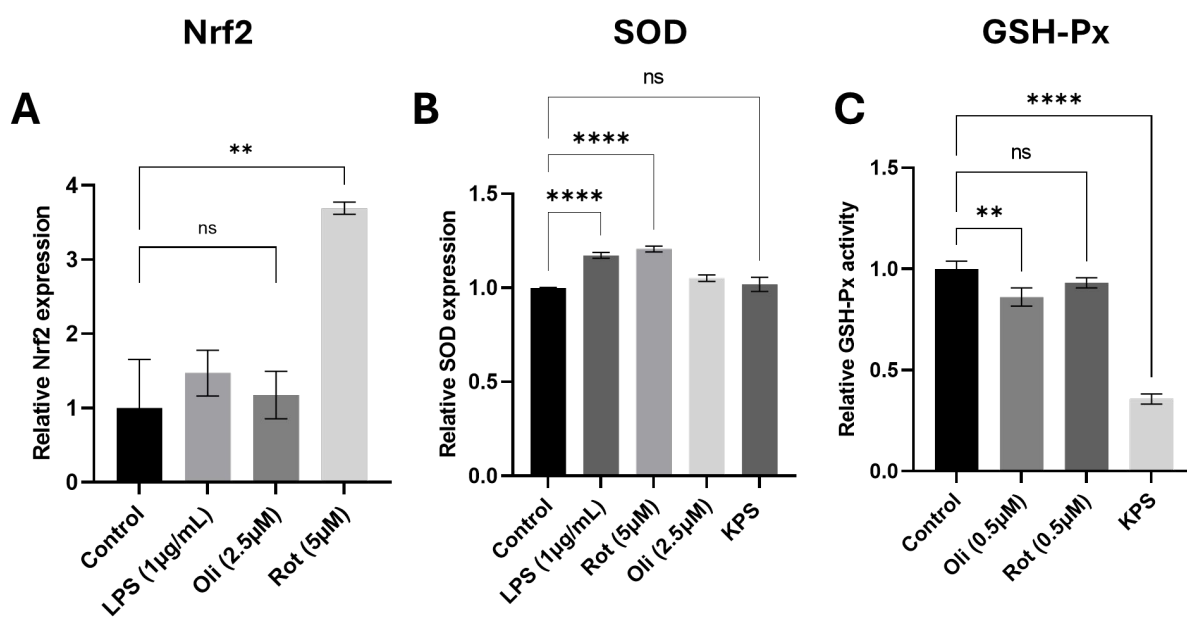 Nrf2
A
**
ns
Relative Nrf2 expression
4
3
2
1
0
Control
LPS (1µg/mL)
Oli (2.5µM)
Rot (5µM)
SOD
B
ns
****
****
Relative SOD expression
1.5
1.0
0.5
0.0
Control
LPS (1µg/mL)
Rot (5µM)
Oli (2.5µM)
KPS
GSH-Px
C
****
ns
**
Relative GSH-Px activity
1.5
1.0
0.5
0.0
Control
Oli (0.5µM)
Rot (0.5µM)
KPS